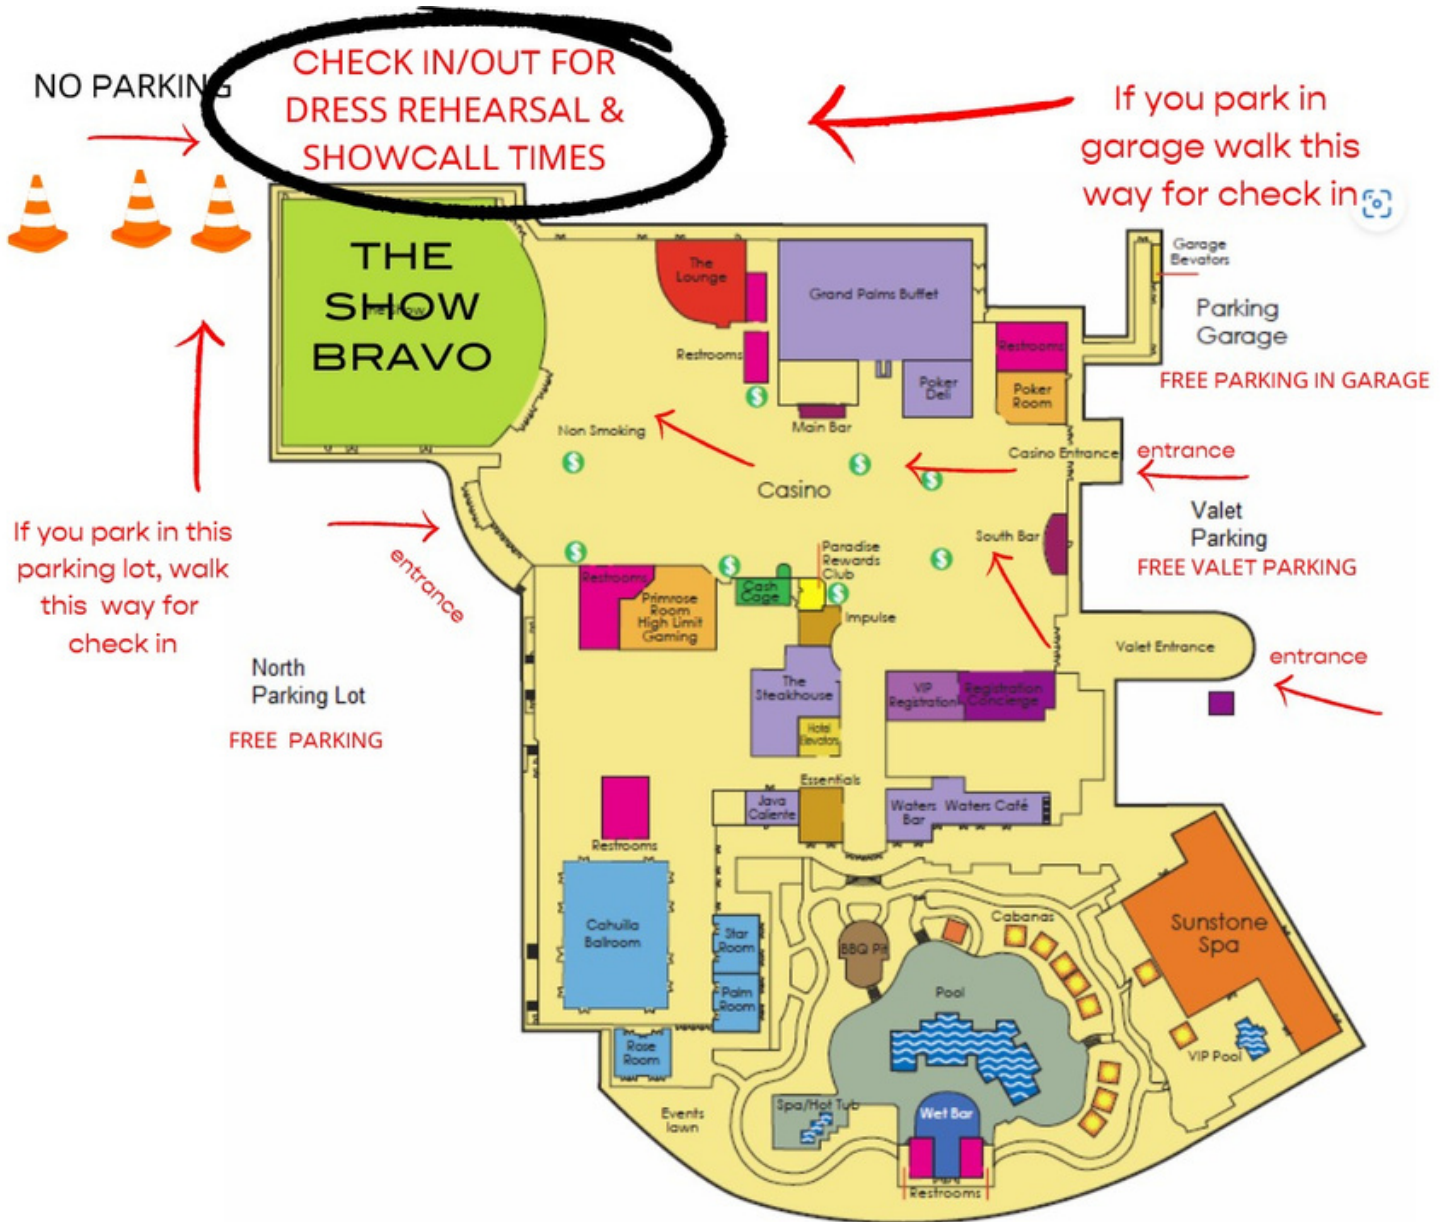 NO PARKING
CHECK IN/OUT FOR
DRESS REHEARSAL &
SHOWCALL TIMES
If you park in
garage walk this
way for check in
THE
SHOW
BRAVO
The Show
The
Lounge
Grand Palms Buffet
Garage
Elevators
Parking
Garage
FREE PARKING IN GARAGE
Restrooms
Restrooms
Poker
Deli
Poker
Room
Main Bar
Non Smoking
Casino Entrance
entrance
Casino
Valet
Parking
FREE VALET PARKING
South Bar
If you park in this
parking lot, walk
this way for
check in
entrance
North
Parking Lot
FREE PARKING
Restrooms
Primrose
Room
High Limit
Gaming
Cash
Cage
Paradise
Rewards
Club
Impulse
Valet Entrance
entrance
The
Steakhouse
Hotel
Elevators
VIP
Registration
Registration
Concierge
Essentials
Java
Caliente
Waters
Bar
Waters Café
Restrooms
Cahuilla
Ballroom
Star
Room
Palm
Room
Rose
Room
BBQ Pit
Cabanas
Sunstone
Spa
Pool
VIP Pool
Spa/Hot Tub
Wet Bar
Events
lawn
Restrooms